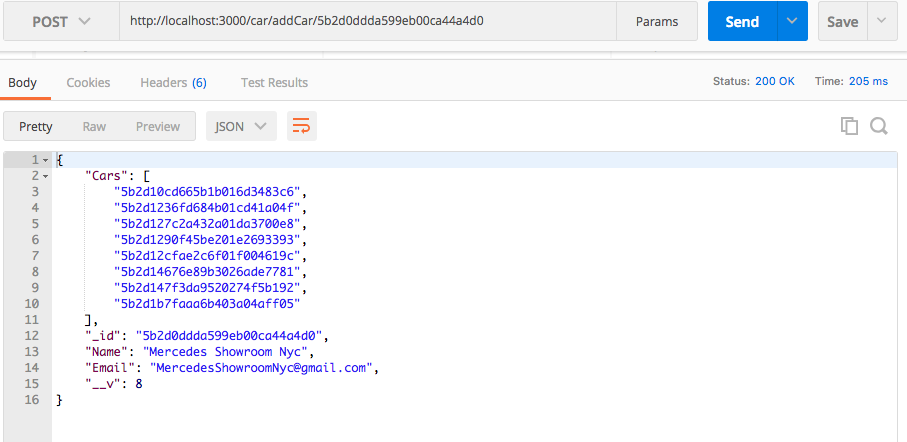 POST http://localhost:3000/car/addCar/5b2d0ddda599eb00ca44a4d0 Params Send Save
Body Cookies Headers (6) Test Results Status: 200 OK Time: 205 ms
Pretty Raw Preview JSON
1 {
2 "Cars": [
3 "5b2d10cd665b1b016d3483c6",
4 "5b2d1236fd684b01cd41a04f",
5 "5b2d127c2a432a01da3700e8",
6 "5b2d1290f45be201e2693393",
7 "5b2d12cfae2c6f01f004619c",
8 "5b2d14676e89b3026ade7781",
9 "5b2d147f3da9520274f5b192",
10 "5b2d1b7faaa6b403a04aff05"
11 ],
12 "_id": "5b2d0ddda599eb00ca44a4d0",
13 "Name": "Mercedes Showroom Nyc",
14 "Email": "MercedesShowroomNyc@gmail.com",
15 "__v": 8
16 }